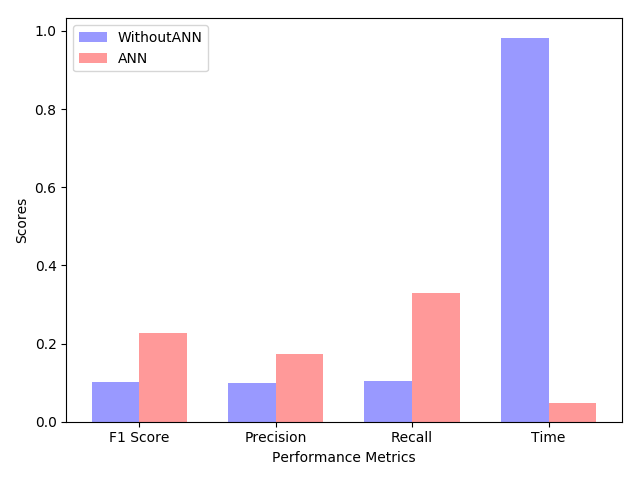 WithoutANN
ANN
Scores
1.0
0.8
0.6
0.4
0.2
0.0
F1 Score Precision Recall Time
Performance Metrics